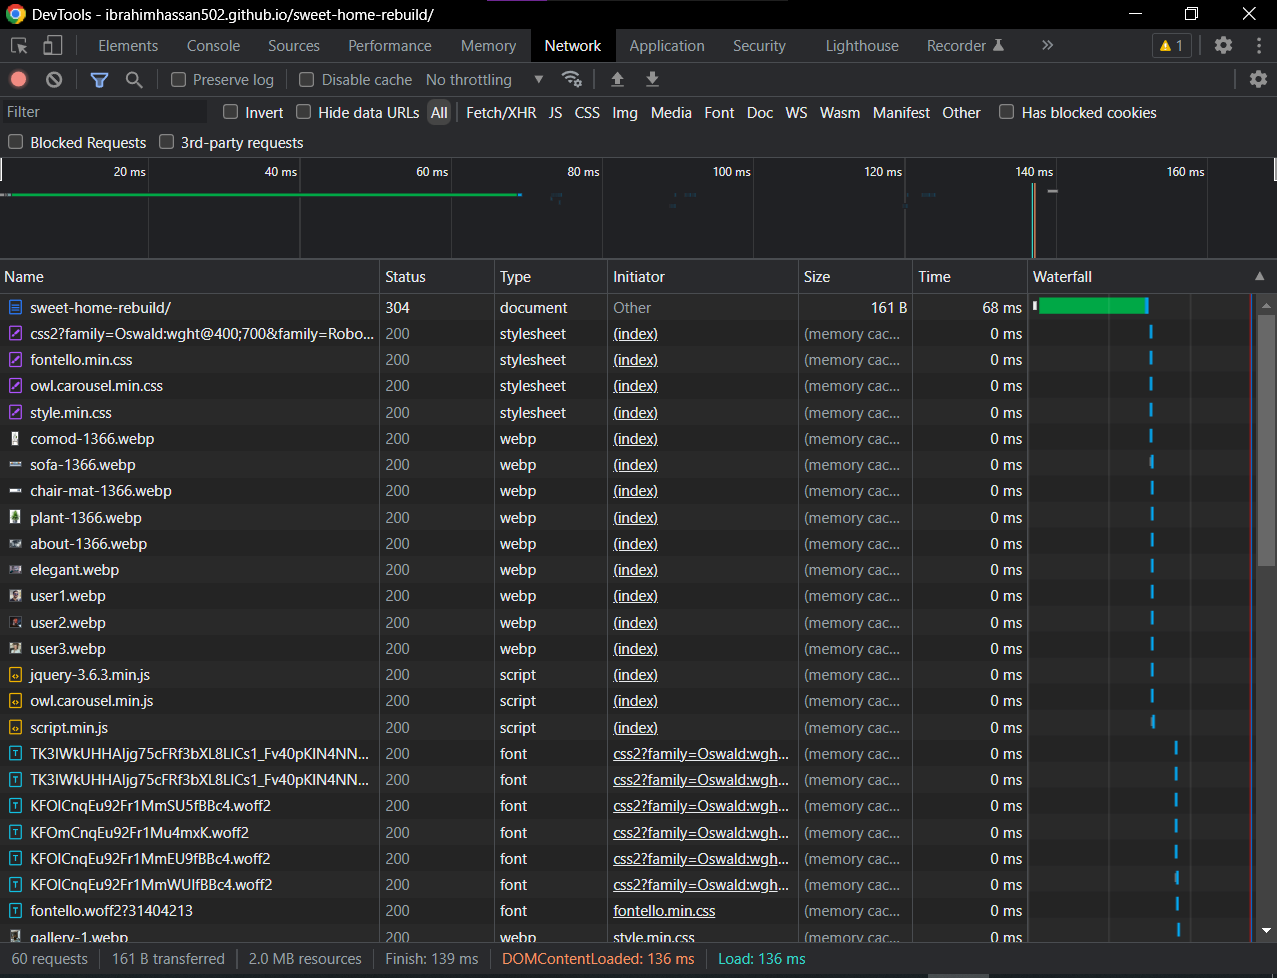 DevTools - ibrahimhassan502.github.io/sweet-home-rebuild/
Elements Console Sources Performance Memory Network Application Security Lighthouse Recorder 1
Preserve log Disable cache No throttling
Filter Invert Hide data URLs All Fetch/XHR JS CSS Img Media Font Doc WS Wasm Manifest Other Has blocked cookies
Blocked Requests 3rd-party requests
20 ms 40 ms 60 ms 80 ms 100 ms 120 ms 140 ms 160 ms
Name Status Type Initiator Size Time Waterfall
sweet-home-rebuild/ 304 document Other 161 B 68 ms
css2?family=Oswald:wght@400;700&family=Robo... 200 stylesheet (index) (memory cac... 0 ms
fontello.min.css 200 stylesheet (index) (memory cac... 0 ms
owl.carousel.min.css 200 stylesheet (index) (memory cac... 0 ms
style.min.css 200 stylesheet (index) (memory cac... 0 ms
comod-1366.webp 200 webp (index) (memory cac... 0 ms
sofa-1366.webp 200 webp (index) (memory cac... 0 ms
chair-mat-1366.webp 200 webp (index) (memory cac... 0 ms
plant-1366.webp 200 webp (index) (memory cac... 0 ms
about-1366.webp 200 webp (index) (memory cac... 0 ms
elegant.webp 200 webp (index) (memory cac... 0 ms
user1.webp 200 webp (index) (memory cac... 0 ms
user2.webp 200 webp (index) (memory cac... 0 ms
user3.webp 200 webp (index) (memory cac... 0 ms
jquery-3.6.3.min.js 200 script (index) (memory cac... 0 ms
owl.carousel.min.js 200 script (index) (memory cac... 0 ms
script.min.js 200 script (index) (memory cac... 0 ms
TK3IWkUHHAIjg75cFRf3bXL8LICs1_Fv40pKlN4NN... 200 font css2?family=Oswald:wgh... (memory cac... 0 ms
TK3IWkUHHAIjg75cFRf3bXL8LICs1_Fv40pKlN4NN... 200 font css2?family=Oswald:wgh... (memory cac... 0 ms
KFOlCnqEu92Fr1MmSU5fBBc4.woff2 200 font css2?family=Oswald:wgh... (memory cac... 0 ms
KFOmCnqEu92Fr1Mu4mxK.woff2 200 font css2?family=Oswald:wgh... (memory cac... 0 ms
KFOlCnqEu92Fr1MmEU9fBBc4.woff2 200 font css2?family=Oswald:wgh... (memory cac... 0 ms
KFOlCnqEu92Fr1MmWUlfBBc4.woff2 200 font css2?family=Oswald:wgh... (memory cac... 0 ms
fontello.woff2?31404213 200 font fontello.min.css (memory cac... 0 ms
gallery-1.webp 200 webp style.min.css (memory cac... 0 ms
60 requests 161 B transferred 2.0 MB resources Finish: 139 ms DOMContentLoaded: 136 ms Load: 136 ms